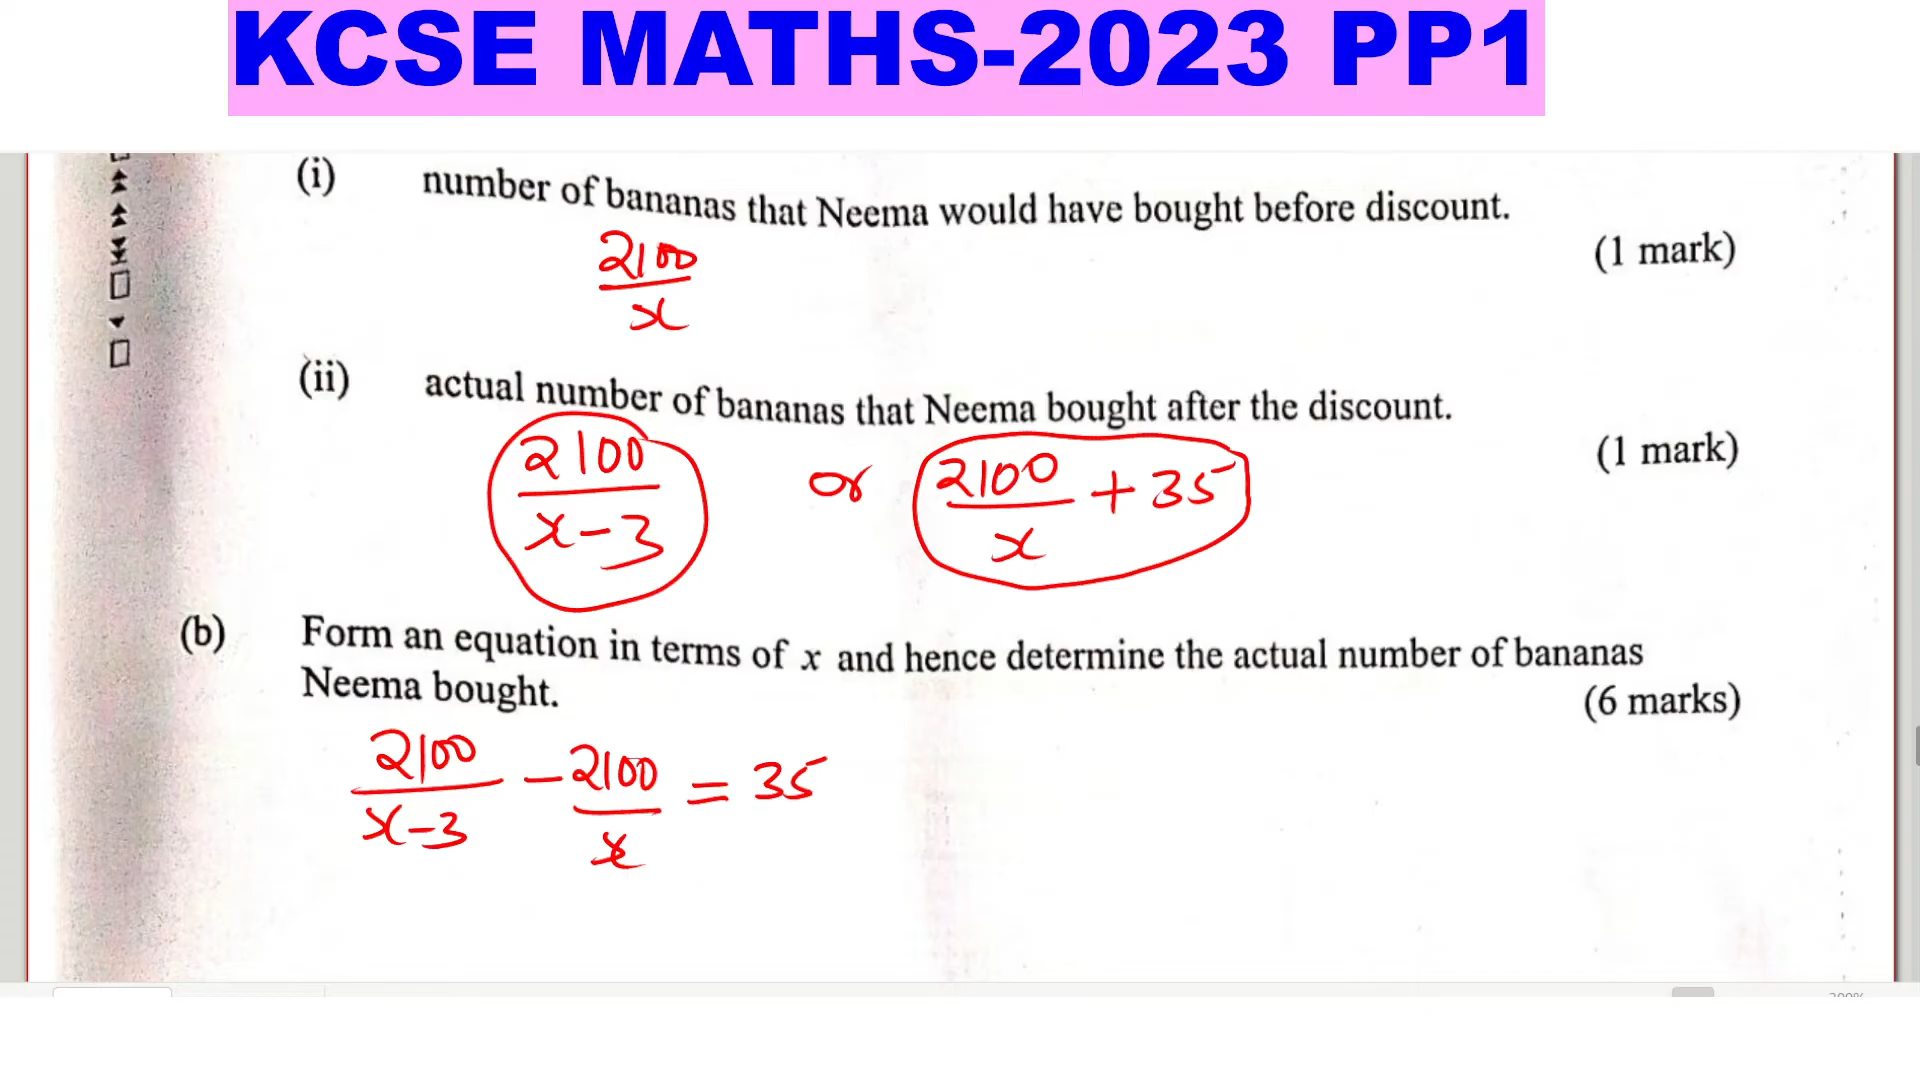 KCSE MATHS-2023 PP1
(i) number of bananas that Neema would have bought before discount.
(1 mark)
2100
x
(ii) actual number of bananas that Neema bought after the discount.
(1 mark)
2100 or 2100 + 35
x-3 x
(b) Form an equation in terms of x and hence determine the actual number of bananas
Neema bought.
(6 marks)
2100 - 2100 = 35
x-3 x